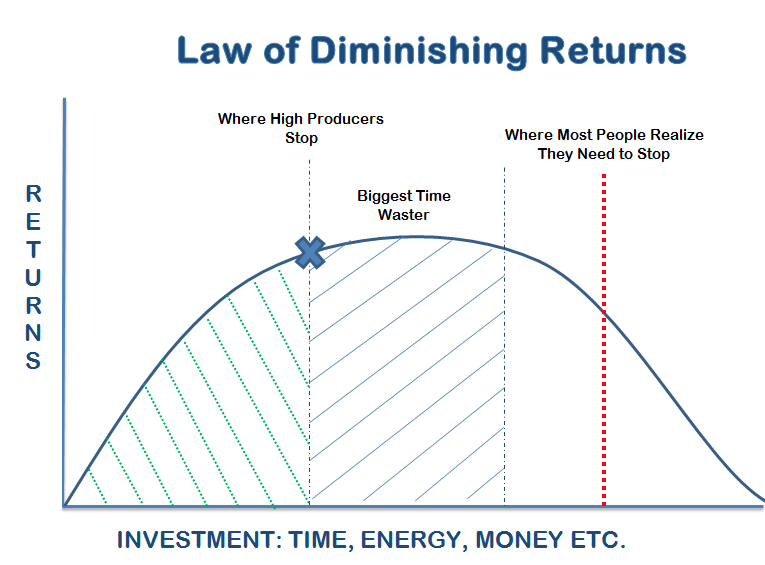 Law of Diminishing Returns
Where High Producers
Stop
Where Most People Realize
They Need to Stop
Biggest Time
Waster
RETURNS
INVESTMENT: TIME, ENERGY, MONEY ETC.